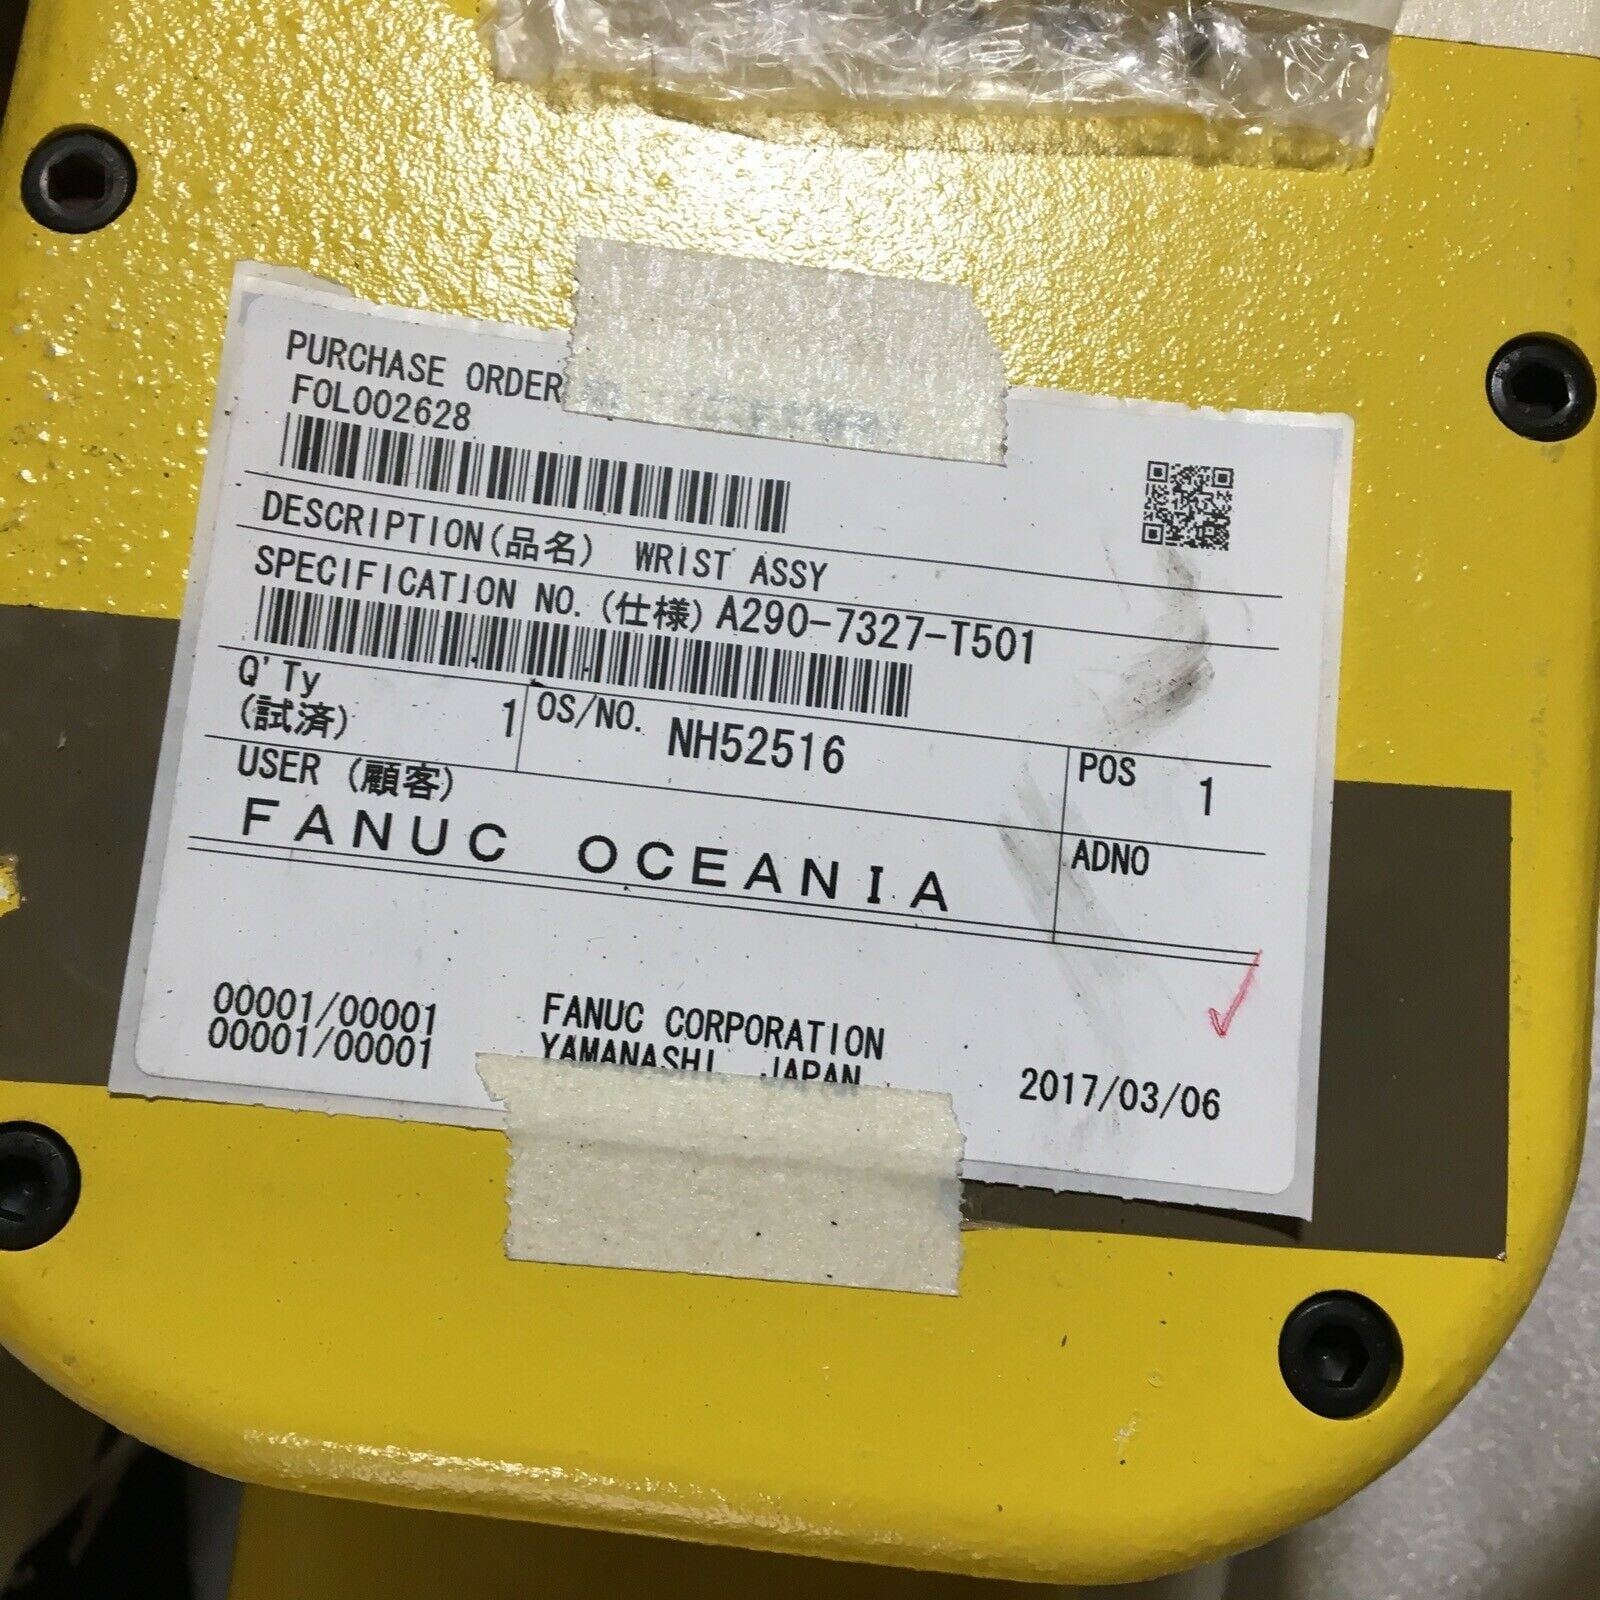 PURCHASE ORDER
FOL002628
DESCRIPTION(品名) WRIST ASSY
SPECIFICATION NO.(仕様) A290-7327-T501
Q'Ty
(試済) 1 OS/NO. NH52516 POS 1
USER (顧客)
FANUC OCEANIA ADNO
00001/00001 FANUC CORPORATION
00001/00001 YAMANASHI, JAPAN 2017/03/06